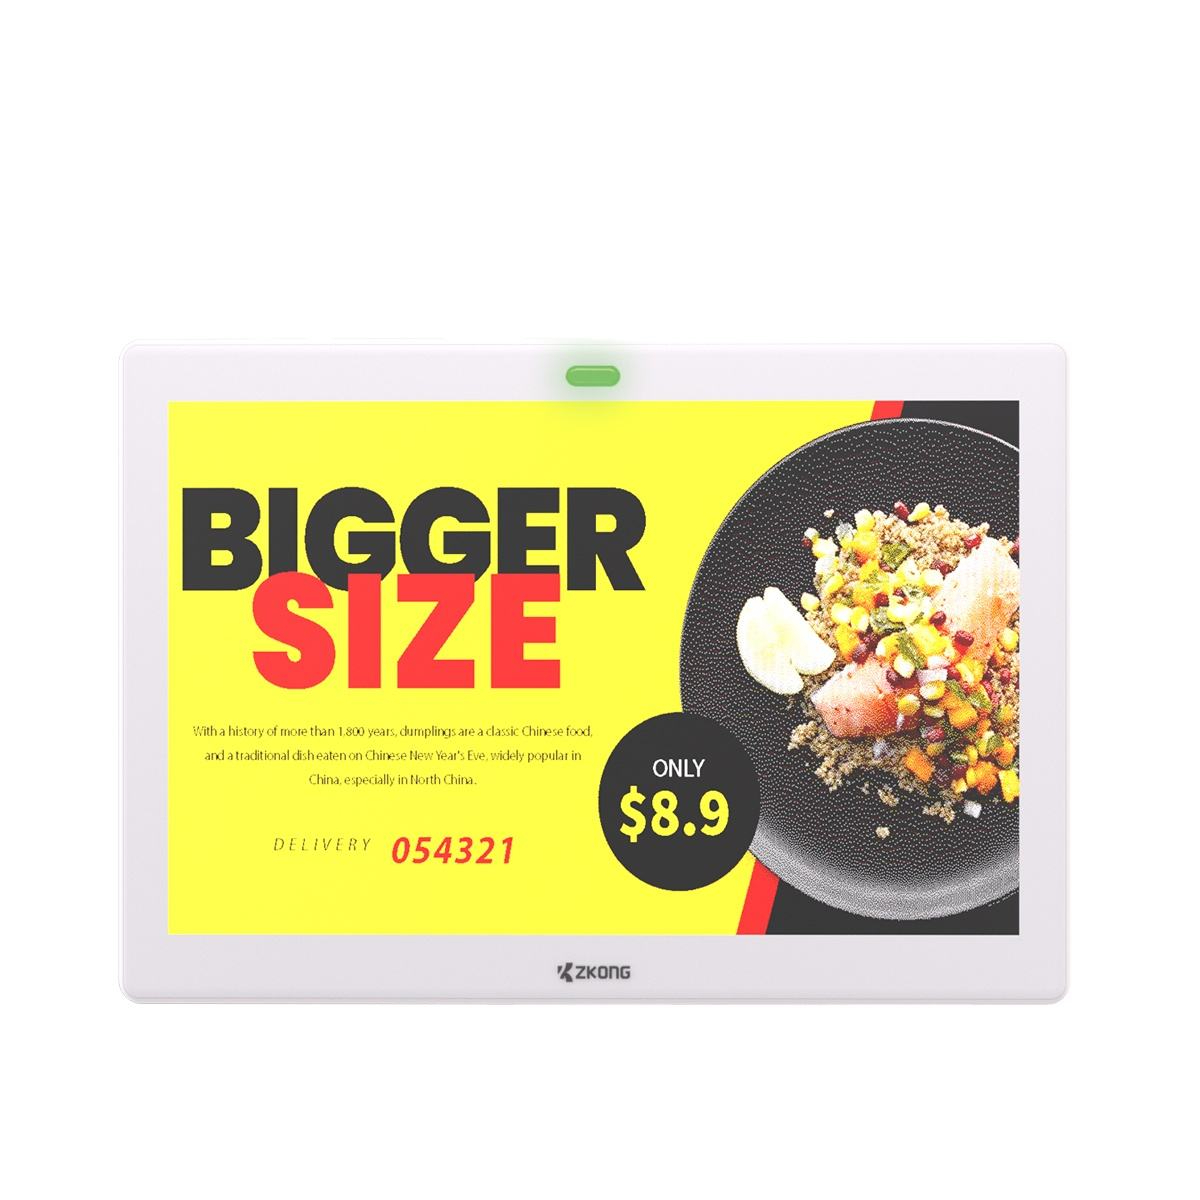 BIGGER
SIZE
With a history of more than 1,800 years, dumplings are a classic Chinese food,
and a traditional dish eaten on Chinese New Year's Eve, widely popular in
China, especially in North China.
DELIVERY 054321
ONLY
$8.9
ZKONG